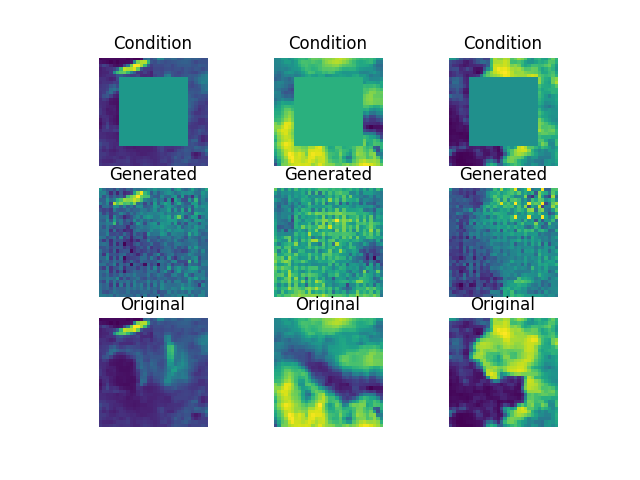 Condition Condition Condition
Generated Generated Generated
Original Original Original